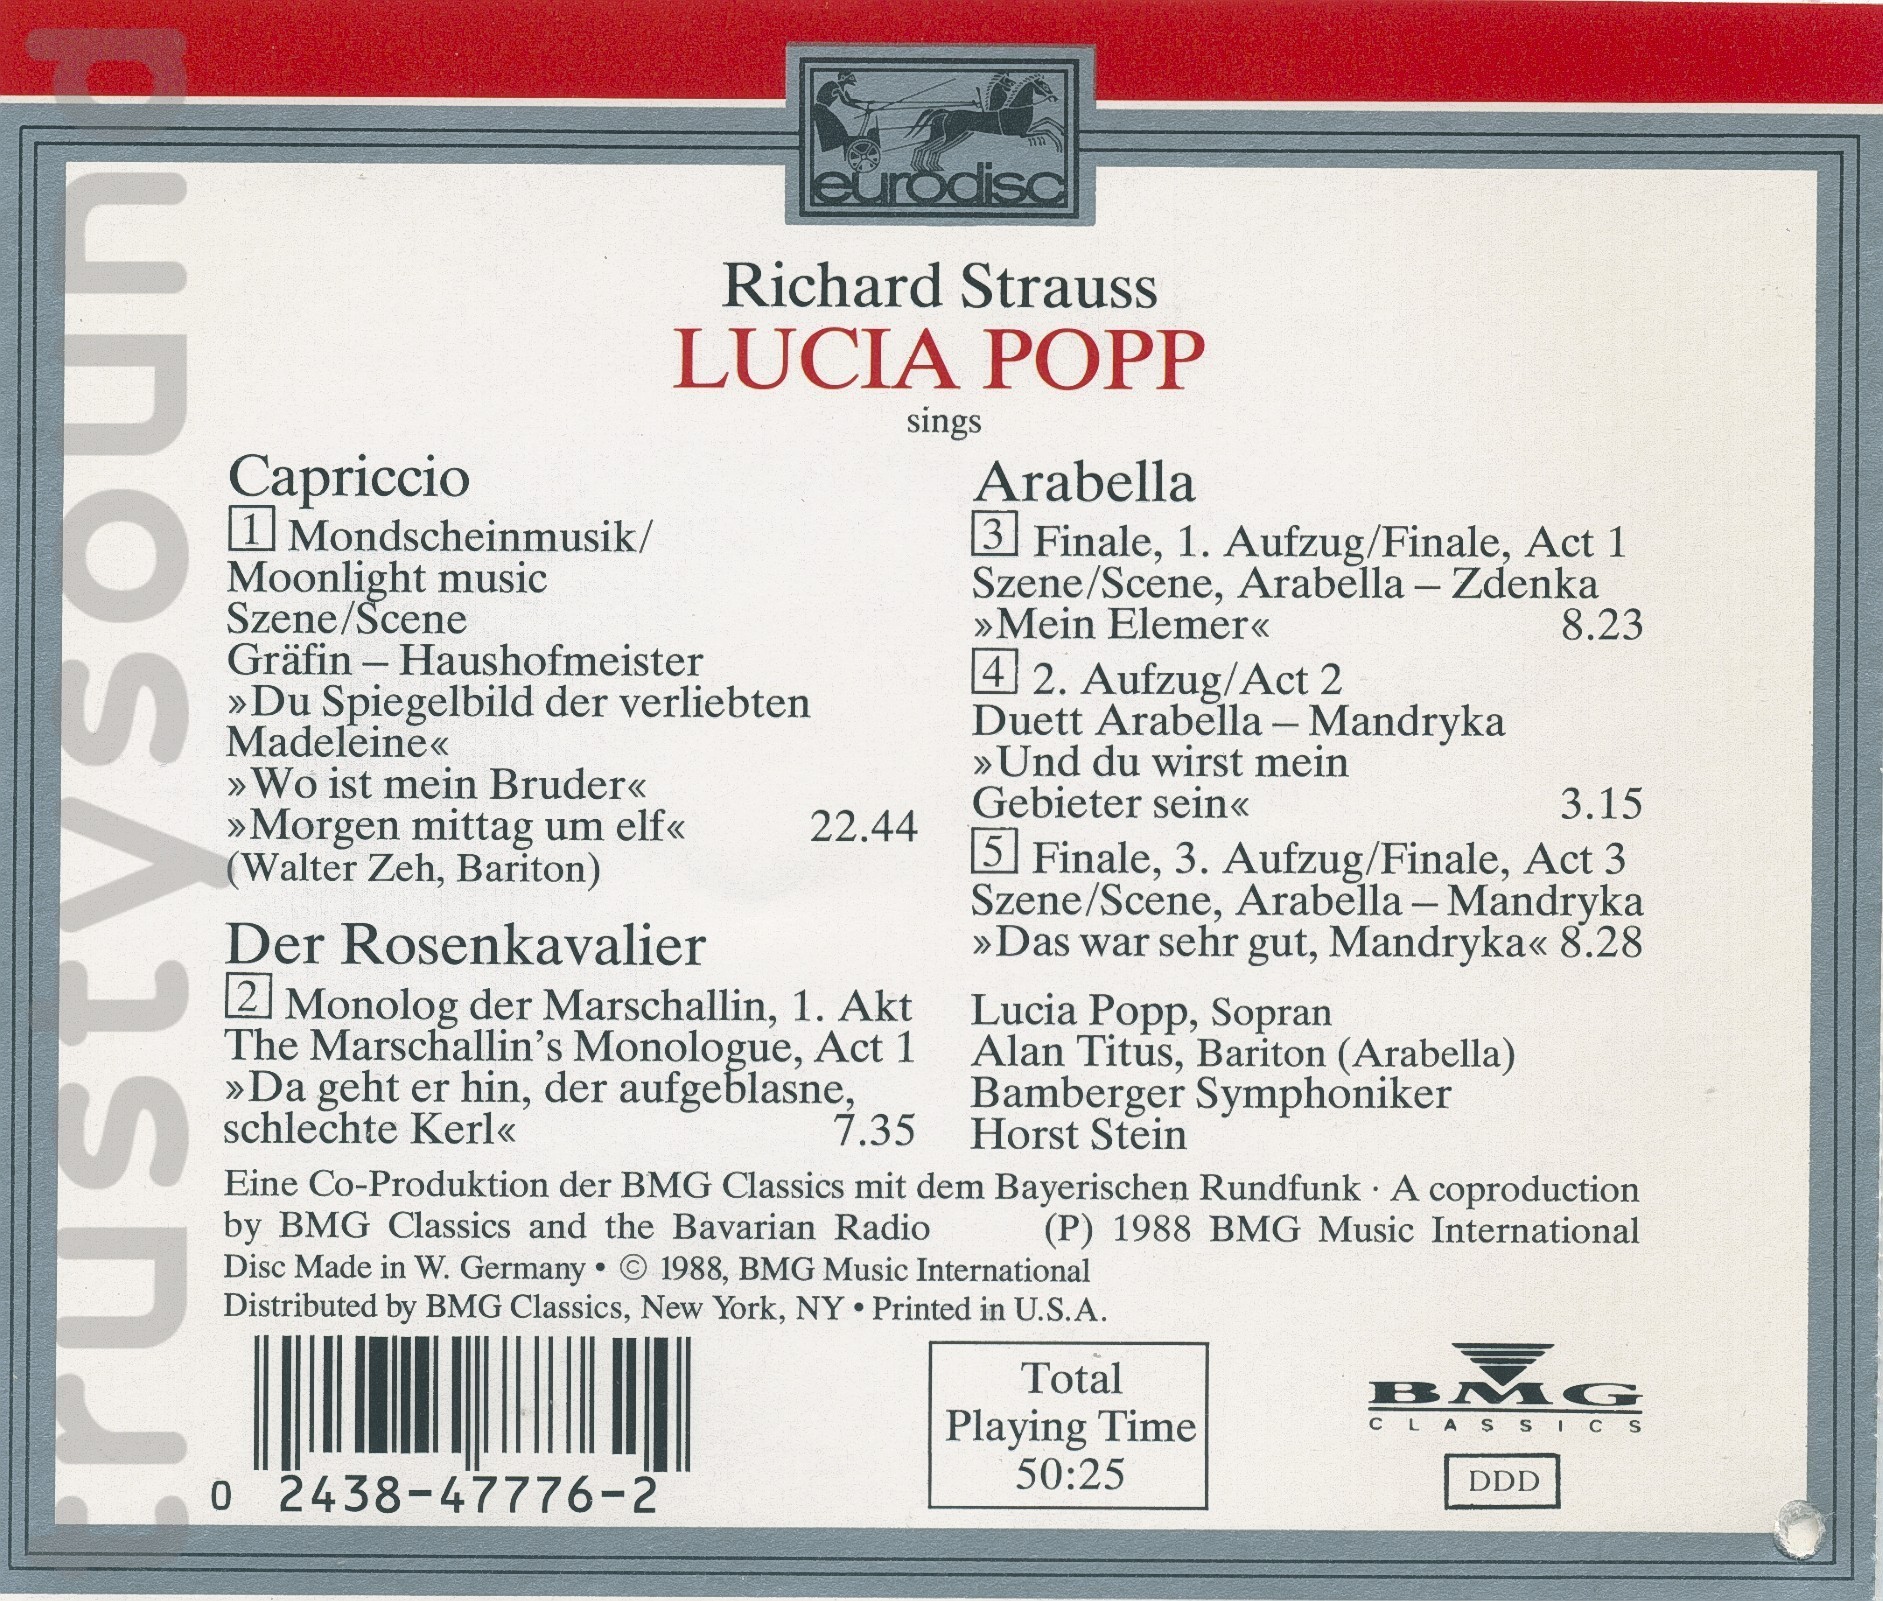 eurodisc
Richard Strauss
LUCIA POPP
sings
Capriccio
1 Mondscheinmusik/
Moonlight music
Szene/Scene
Gräfin – Haushofmeister
»Du Spiegelbild der verliebten
Madeleine«
»Wo ist mein Bruder«
»Morgen mittag um elf« 22.44
(Walter Zeh, Bariton)
Der Rosenkavalier
2 Monolog der Marschallin, 1. Akt
The Marschallin's Monologue, Act 1
»Da geht er hin, der aufgeblasne,
schlechte Kerl« 7.35
Arabella
3 Finale, 1. Aufzug/Finale, Act 1
Szene/Scene, Arabella – Zdenka
»Mein Elemer« 8.23
4 2. Aufzug/Act 2
Duett Arabella – Mandryka
»Und du wirst mein
Gebieter sein« 3.15
5 Finale, 3. Aufzug/Finale, Act 3
Szene/Scene, Arabella – Mandryka
»Das war sehr gut, Mandryka« 8.28
Lucia Popp, Sopran
Alan Titus, Bariton (Arabella)
Bamberger Symphoniker
Horst Stein
Eine Co-Produktion der BMG Classics mit dem Bayerischen Rundfunk · A coproduction
by BMG Classics and the Bavarian Radio (P) 1988 BMG Music International
Disc Made in W. Germany • © 1988, BMG Music International
Distributed by BMG Classics, New York, NY • Printed in U.S.A.
0 2438-47776-2
Total
Playing Time
50:25
BMG
CLASSICS
DDD
trustysound